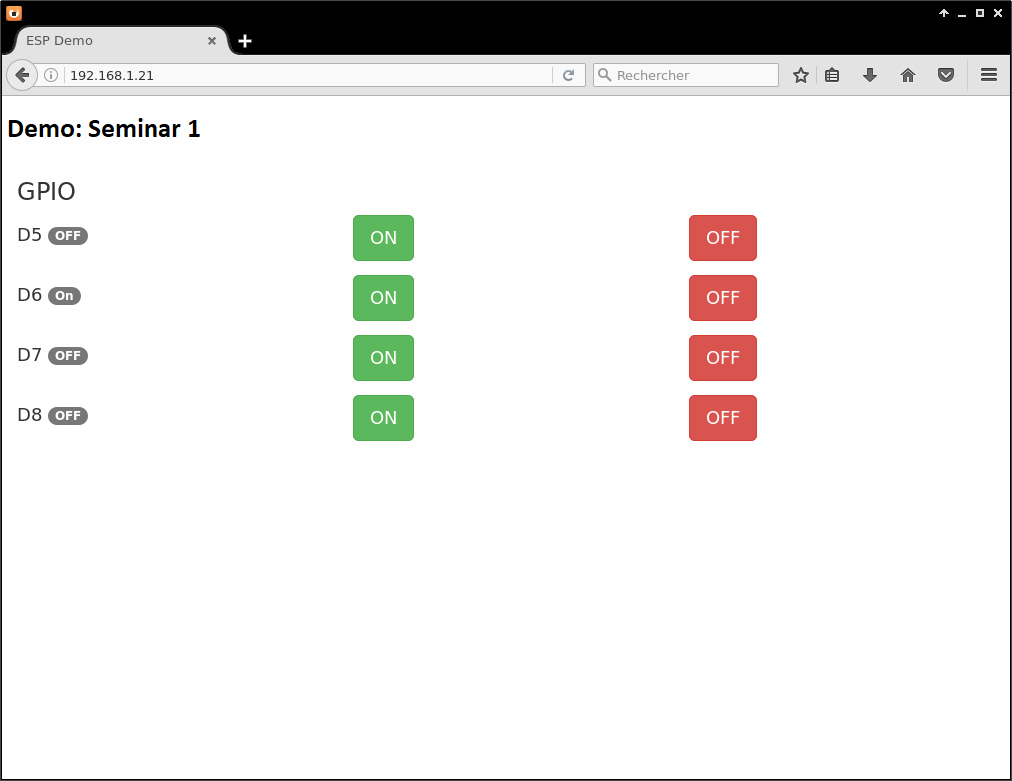 ESP Demo
192.168.1.21
Rechercher
Demo: Seminar 1
GPIO
D5 OFF ON OFF
D6 On ON OFF
D7 OFF ON OFF
D8 OFF ON OFF